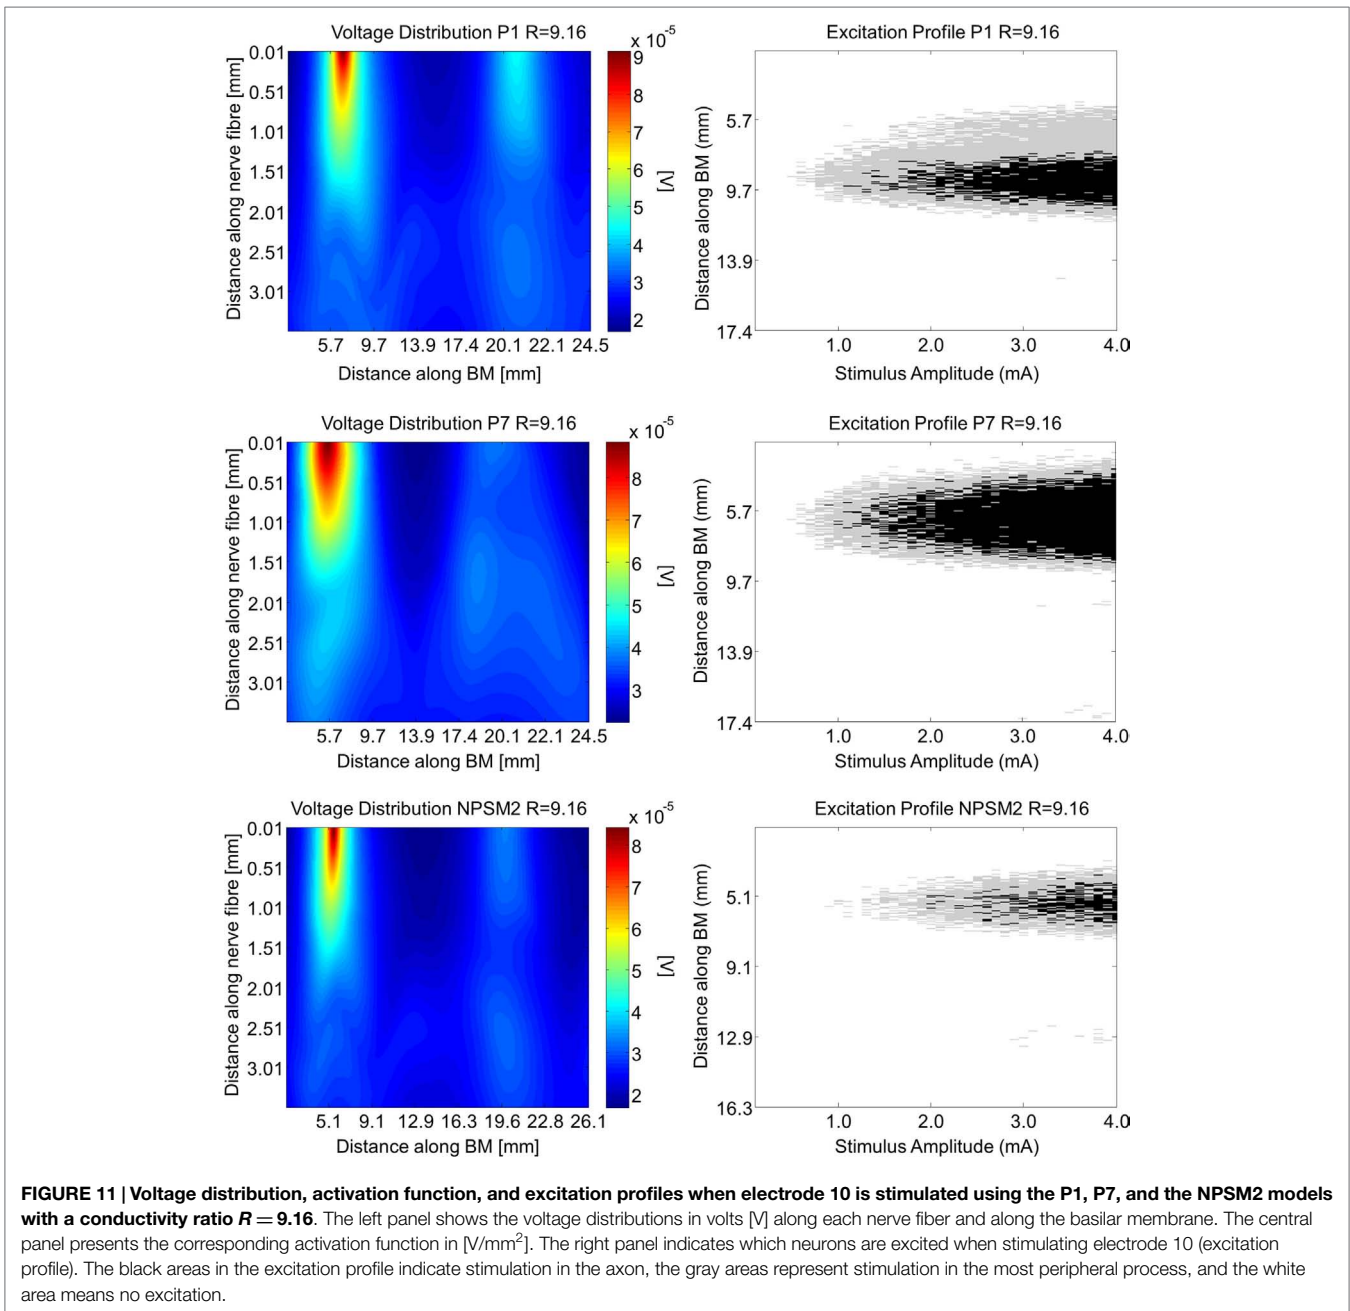 Voltage Distribution P1 R=9.16
x 10-5
0.01
0.51
1.01
1.51
2.01
2.51
3.01
Distance along nerve fibre [mm]
5.7 9.7 13.9 17.4 20.1 22.1 24.5
Distance along BM [mm]
9
8
7
6
5
4
3
2
[V]
Excitation Profile P1 R=9.16
5.7
9.7
13.9
17.4
Distance along BM (mm)
1.0 2.0 3.0 4.0
Stimulus Amplitude (mA)
Voltage Distribution P7 R=9.16
x 10-5
0.01
0.51
1.01
1.51
2.01
2.51
3.01
Distance along nerve fibre [mm]
5.7 9.7 13.9 17.4 20.1 22.1 24.5
Distance along BM [mm]
8
7
6
5
4
3
[V]
Excitation Profile P7 R=9.16
5.7
9.7
13.9
17.4
Distance along BM (mm)
1.0 2.0 3.0 4.0
Stimulus Amplitude (mA)
Voltage Distribution NPSM2 R=9.16
x 10-5
0.01
0.51
1.01
1.51
2.01
2.51
3.01
Distance along nerve fibre [mm]
5.1 9.1 12.9 16.3 19.6 22.8 26.1
Distance along BM [mm]
8
7
6
5
4
3
2
[V]
Excitation Profile NPSM2 R=9.16
5.1
9.1
12.9
16.3
Distance along BM (mm)
1.0 2.0 3.0 4.0
Stimulus Amplitude (mA)
FIGURE 11 | Voltage distribution, activation function, and excitation profiles when electrode 10 is stimulated using the P1, P7, and the NPSM2 models
with a conductivity ratio R = 9.16. The left panel shows the voltage distributions in volts [V] along each nerve fiber and along the basilar membrane. The central
panel presents the corresponding activation function in [V/mm2]. The right panel indicates which neurons are excited when stimulating electrode 10 (excitation
profile). The black areas in the excitation profile indicate stimulation in the axon, the gray areas represent stimulation in the most peripheral process, and the white
area means no excitation.